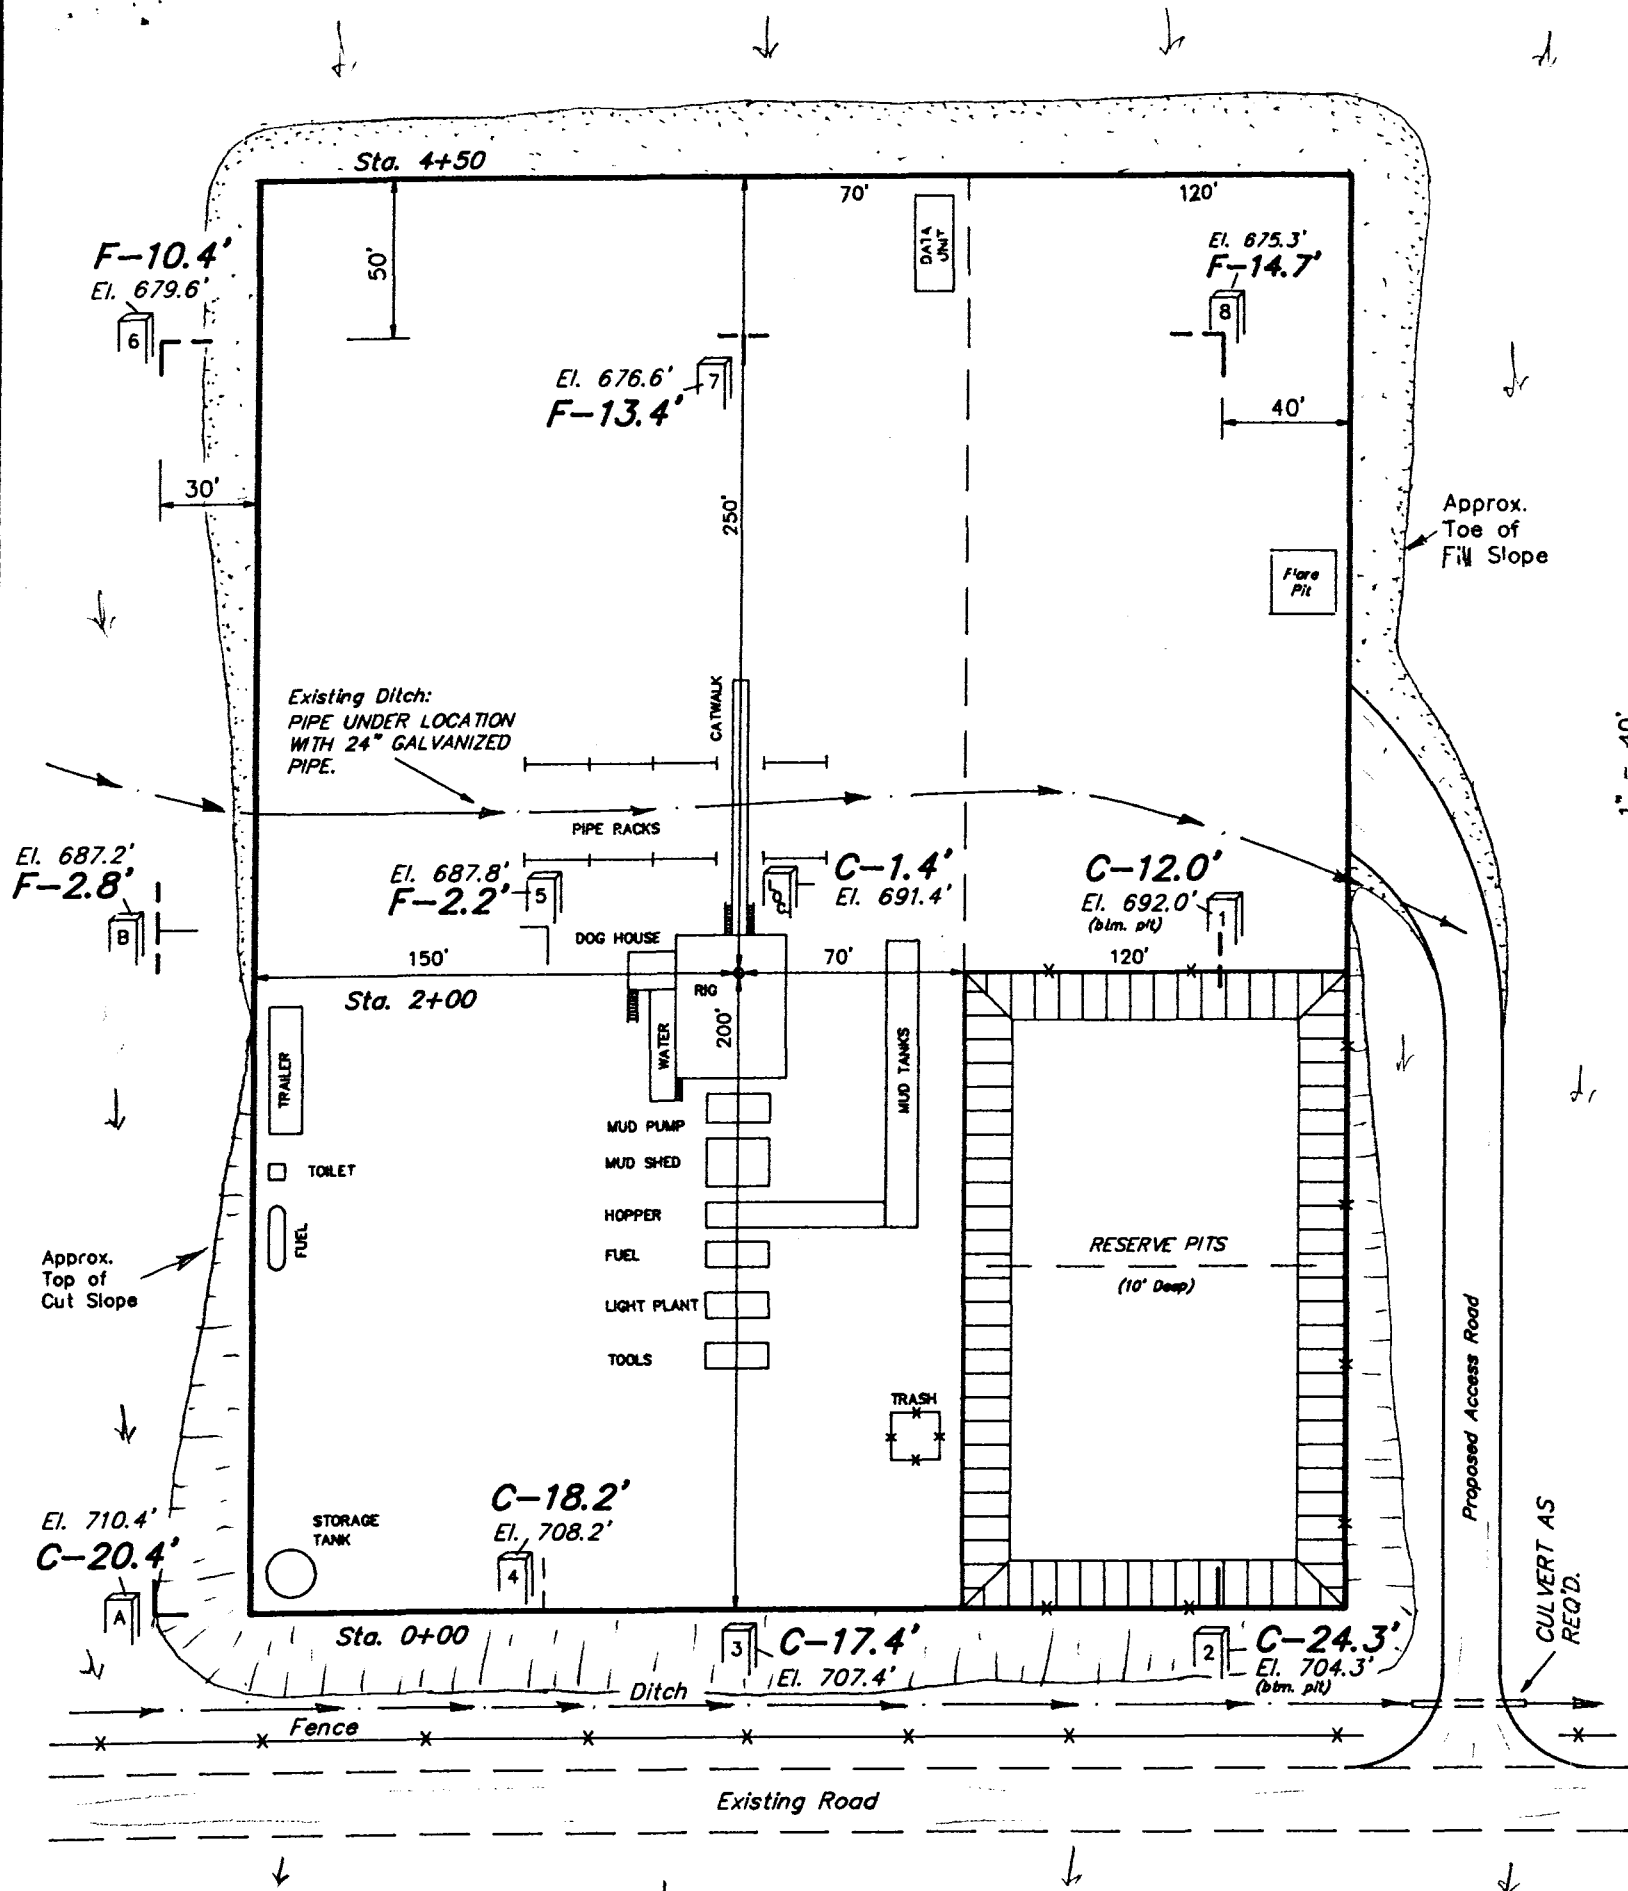 Sta. 4+50
70'
120'
50'
DATA
UNIT
F-10.4'
El. 679.6'
6
El. 675.3'
F-14.7'
8
El. 676.6'
F-13.4'
7
40'
30'
250'
Approx.
Toe of
Fill Slope
Flare
Pit
Existing Ditch:
PIPE UNDER LOCATION
WITH 24" GALVANIZED
PIPE.
CATWALK
1" = 40'
PIPE RACKS
El. 687.2'
F-2.8'
B
El. 687.8'
F-2.2'
5
C-1.4'
El. 691.4'
LOC
C-12.0'
El. 692.0'
(btm. pit)
1
DOG HOUSE
150'
70'
120'
Sta. 2+00
RIG
200'
WATER
MUD TANKS
TRAILER
MUD PUMP
MUD SHED
TOILET
HOPPER
FUEL
FUEL
RESERVE PITS
(10' Deep)
Approx.
Top of
Cut Slope
LIGHT PLANT
TOOLS
Proposed Access Road
TRASH
C-18.2'
El. 708.2'
4
STORAGE
TANK
El. 710.4'
C-20.4'
A
CULVERT AS
REQ'D.
Sta. 0+00
3
C-17.4'
El. 707.4'
2
C-24.3'
El. 704.3'
(btm. pit)
Ditch
Fence
Existing Road